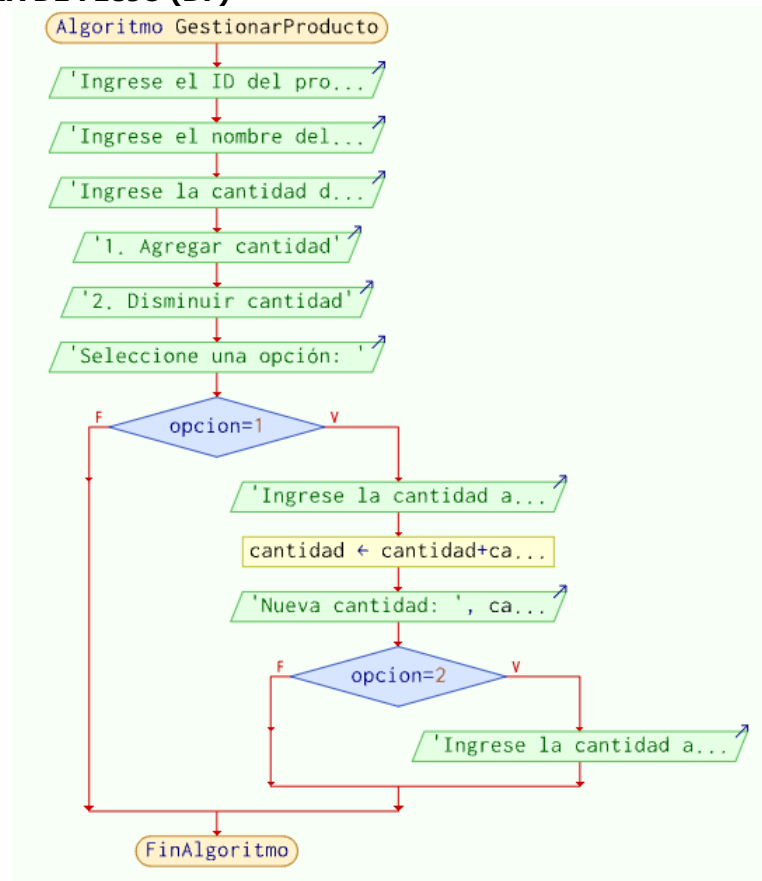 Algoritmo GestionarProducto
'Ingrese el ID del pro...
'Ingrese el nombre del...
'Ingrese la cantidad d...
'1. Agregar cantidad'
'2. Disminuir cantidad'
'Seleccione una opción: '
F
opcion=1
V
'Ingrese la cantidad a...
cantidad ← cantidad+ca...
'Nueva cantidad: ', ca...
F
opcion=2
V
'Ingrese la cantidad a...
FinAlgoritmo